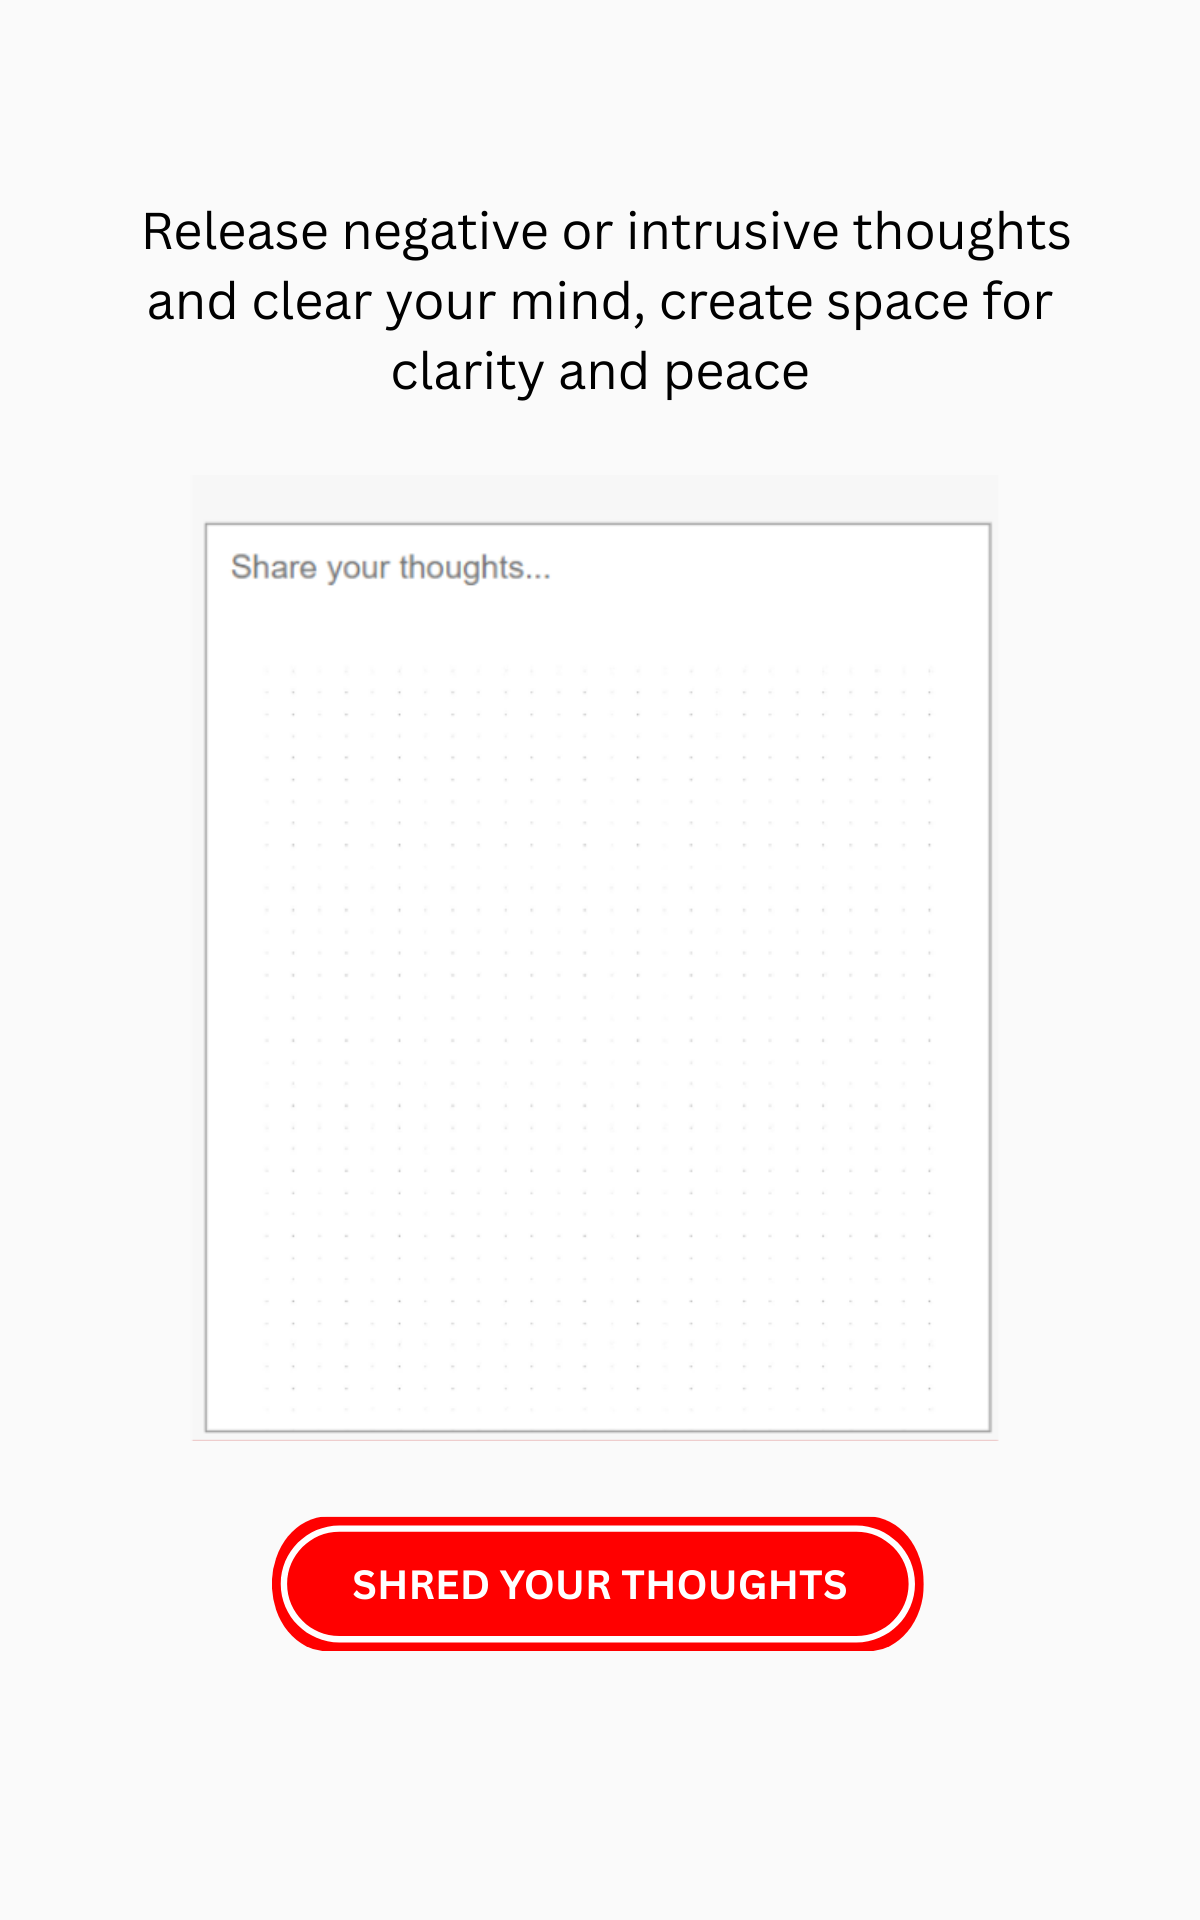 Release negative or intrusive thoughts
and clear your mind, create space for
clarity and peace
Share your thoughts...
SHRED YOUR THOUGHTS